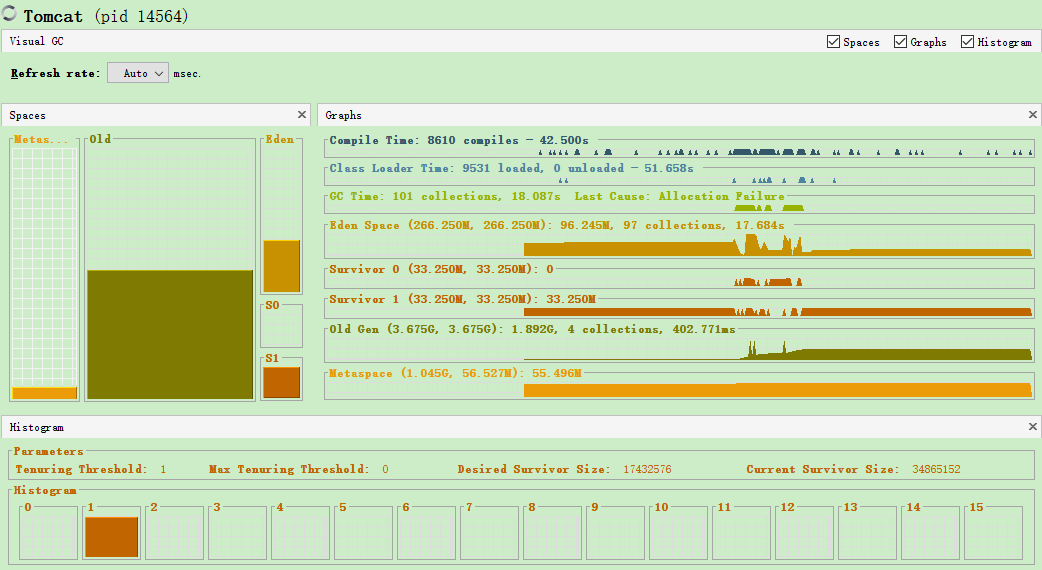 Tomcat (pid 14564)
Visual GC
Spaces Graphs Histogram
Refresh rate: Auto msec.
Spaces
Metas...
Old
Eden
S0
S1
Graphs
Compile Time: 8610 compiles - 42.500s
Class Loader Time: 9531 loaded, 0 unloaded - 51.658s
GC Time: 101 collections, 18.087s Last Cause: Allocation Failure
Eden Space (266.250M, 266.250M): 96.245M, 97 collections, 17.684s
Survivor 0 (33.250M, 33.250M): 0
Survivor 1 (33.250M, 33.250M): 33.250M
Old Gen (3.675G, 3.675G): 1.892G, 4 collections, 402.771ms
Metaspace (1.045G, 56.527M): 55.496M
Histogram
Parameters
Tenuring Threshold: 1 Max Tenuring Threshold: 0 Desired Survivor Size: 17432576 Current Survivor Size: 34865152
Histogram
0 1 2 3 4 5 6 7 8 9 10 11 12 13 14 15